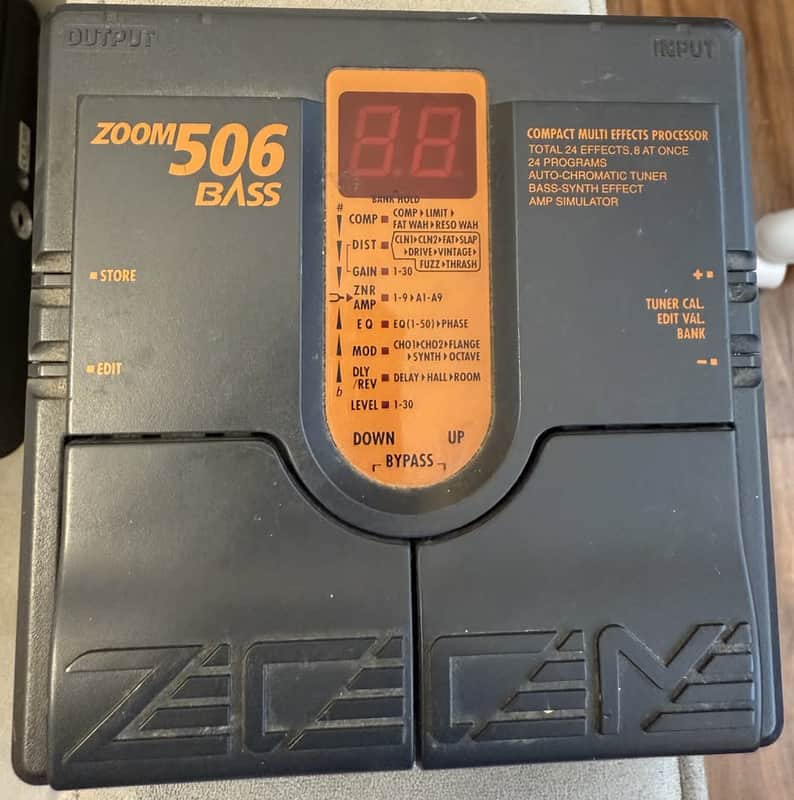 OUTPUT
INPUT
ZOOM 506
BASS
COMPACT MULTI EFFECTS PROCESSOR
TOTAL 24 EFFECTS, 8 AT ONCE
24 PROGRAMS
AUTO-CHROMATIC TUNER
BASS-SYNTH EFFECT
AMP SIMULATOR
8.8.
BANK HOLD
#
COMP ■ COMP▸LIMIT▸
FAT WAH▸RESO WAH
DIST ■ CLN1▸CLN2▸FAT▸SLAP
▸DRIVE▸VINTAGE▸
FUZZ▸THRASH
GAIN ■ 1-30
ZNR
AMP ■ 1-9▸A1-A9
EQ ■ EQ(1-50)▸PHASE
MOD ■ CHO1▸CHO2▸FLANGE
▸SYNTH▸OCTAVE
DLY
/REV ■ DELAY▸HALL▸ROOM
b
LEVEL ■ 1-30
DOWN UP
BYPASS
■ STORE
■ EDIT
+ ■
TUNER CAL.
EDIT VAL.
BANK
- ■
ZOOM